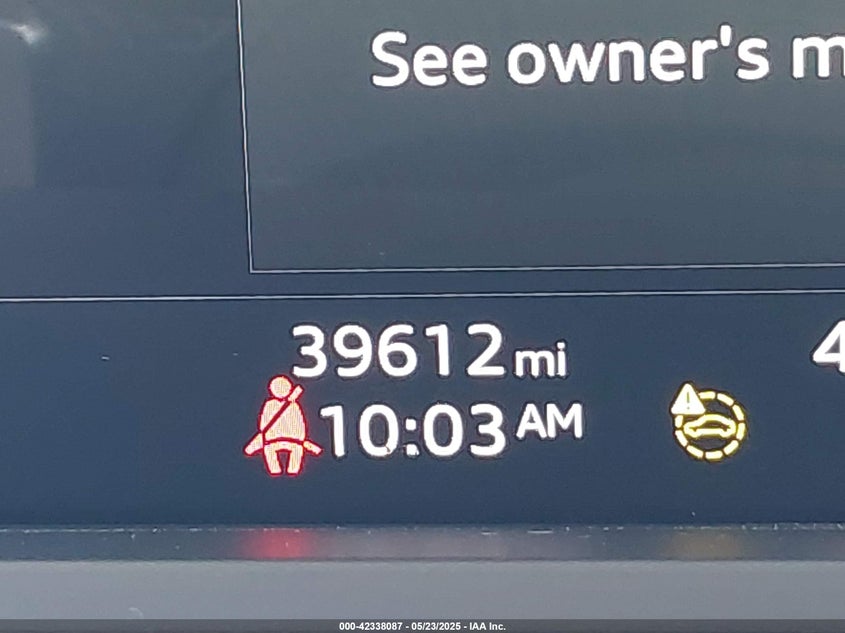 See owner's m
39612 mi
10:03 AM
000-42338087 - 05/23/2025 - IAA Inc.